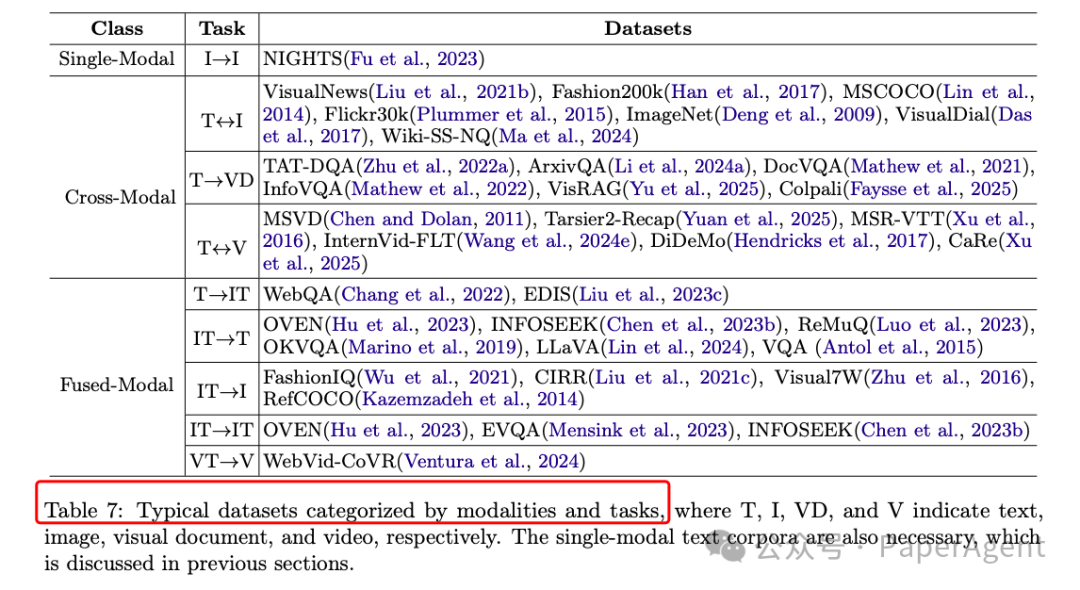 Class Task Datasets
Single-Modal I→I NIGHTS(Fu et al., 2023)
Cross-Modal
T↔I
VisualNews(Liu et al., 2021b), Fashion200k(Han et al., 2017), MSCOCO(Lin et al.,
2014), Flickr30k(Plummer et al., 2015), ImageNet(Deng et al., 2009), VisualDial(Das
et al., 2017), Wiki-SS-NQ(Ma et al., 2024)
T→VD
TAT-DQA(Zhu et al., 2022a), ArxivQA(Li et al., 2024a), DocVQA(Mathew et al., 2021),
InfoVQA(Mathew et al., 2022), VisRAG(Yu et al., 2025), Colpali(Faysse et al., 2025)
T↔V
MSVD(Chen and Dolan, 2011), Tarsier2-Recap(Yuan et al., 2025), MSR-VTT(Xu et al.,
2016), InternVid-FLT(Wang et al., 2024e), DiDeMo(Hendricks et al., 2017), CaRe(Xu
et al., 2025)
Fused-Modal
T→IT WebQA(Chang et al., 2022), EDIS(Liu et al., 2023c)
IT→T
OVEN(Hu et al., 2023), INFOSEEK(Chen et al., 2023b), ReMuQ(Luo et al., 2023),
OKVQA(Marino et al., 2019), LLaVA(Lin et al., 2024), VQA (Antol et al., 2015)
IT→I
FashionIQ(Wu et al., 2021), CIRR(Liu et al., 2021c), Visual7W(Zhu et al., 2016),
RefCOCO(Kazemzadeh et al., 2014)
IT→IT OVEN(Hu et al., 2023), EVQA(Mensink et al., 2023), INFOSEEK(Chen et al., 2023b)
VT→V WebVid-CoVR(Ventura et al., 2024)
Table 7: Typical datasets categorized by modalities and tasks, where T, I, VD, and V indicate text,
image, visual document, and video, respectively. The single-modal text corpora are also necessary, which
is discussed in previous sections.
公众号 · PaperAgent